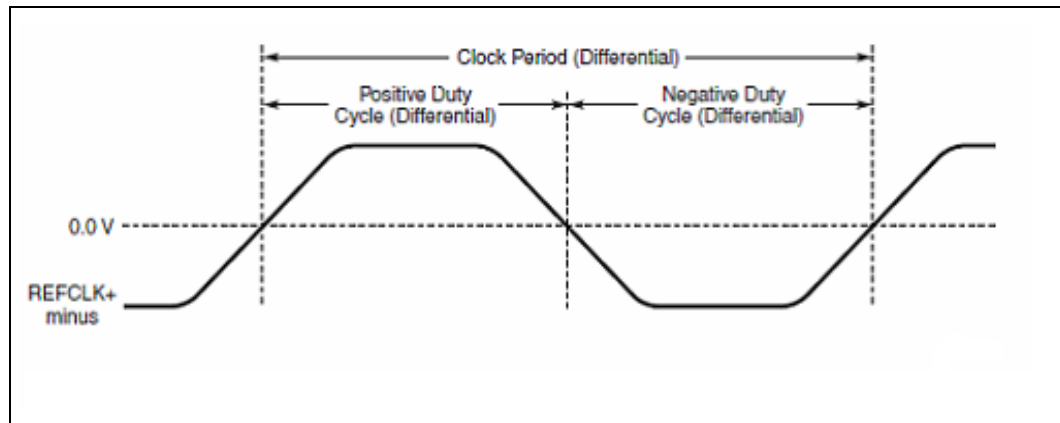 Clock Period (Differential)
Positive Duty
Cycle (Differential)
Negative Duty
Cycle (Differential)
0.0 V
REFCLK+
minus